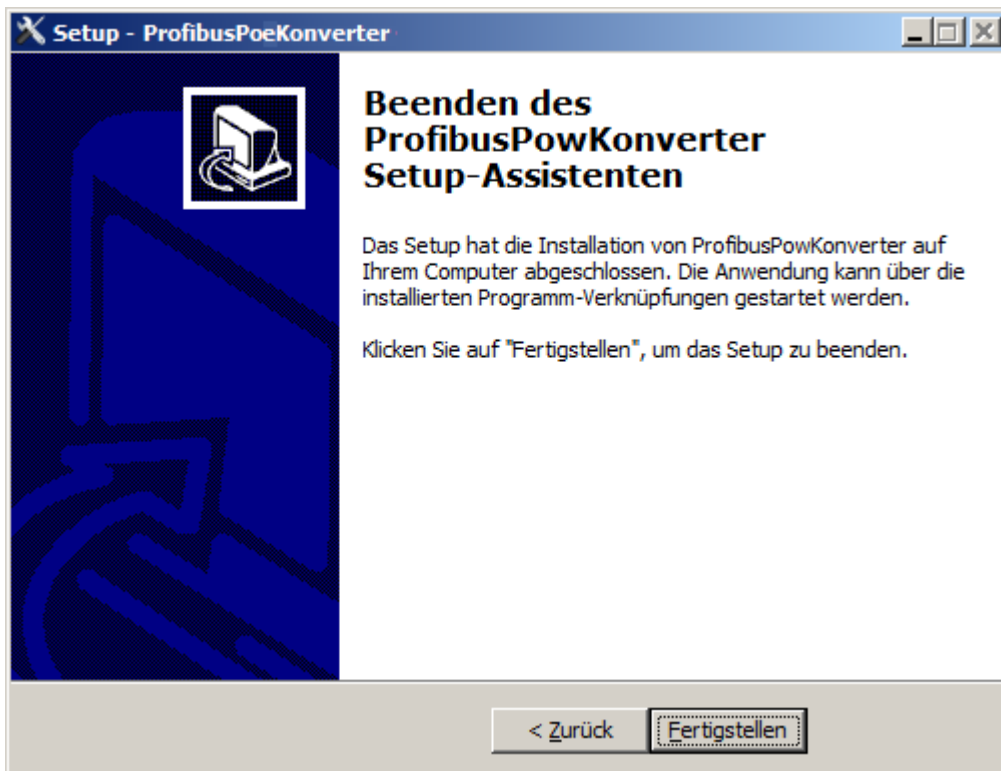 Setup - ProfibusPoeKonverter
Beenden des
ProfibusPowKonverter
Setup-Assistenten
Das Setup hat die Installation von ProfibusPowKonverter auf
Ihrem Computer abgeschlossen. Die Anwendung kann über die
installierten Programm-Verknüpfungen gestartet werden.
Klicken Sie auf "Fertigstellen", um das Setup zu beenden.
< Zurück
Fertigstellen